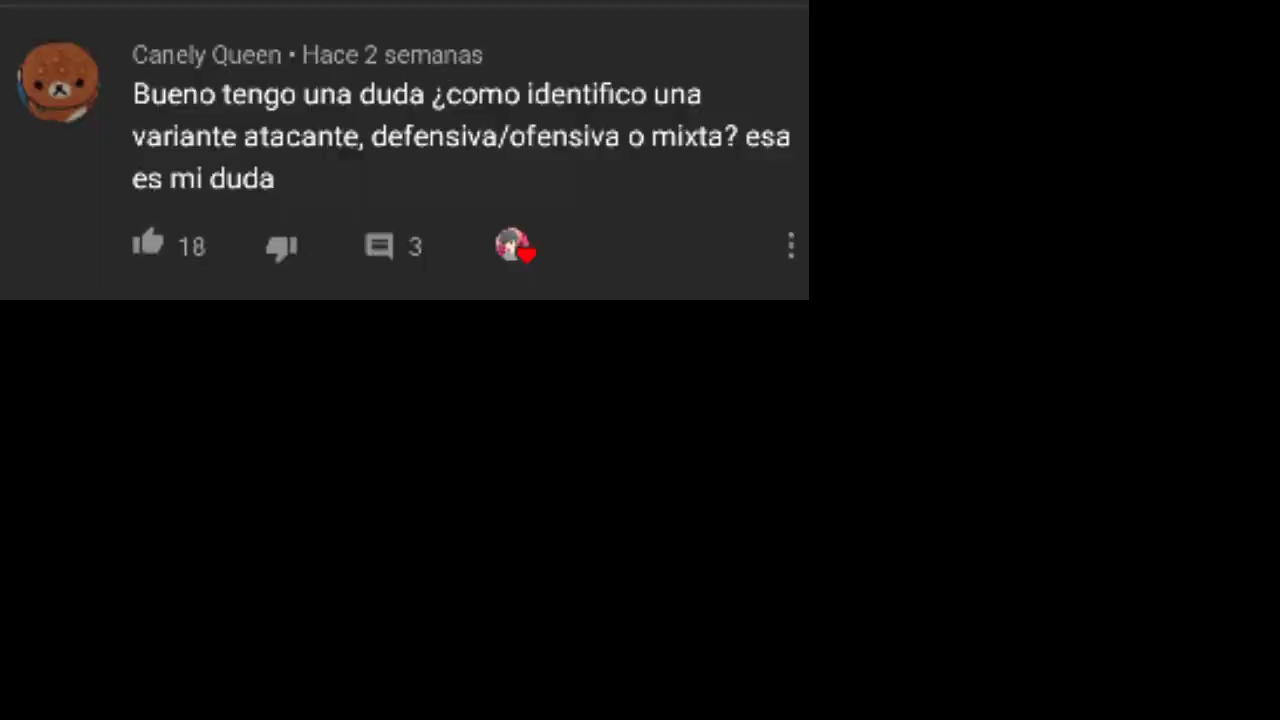 Canely Queen • Hace 2 semanas
Bueno tengo una duda ¿como identifico una
variante atacante, defensiva/ofensiva o mixta? esa
es mi duda
18 3